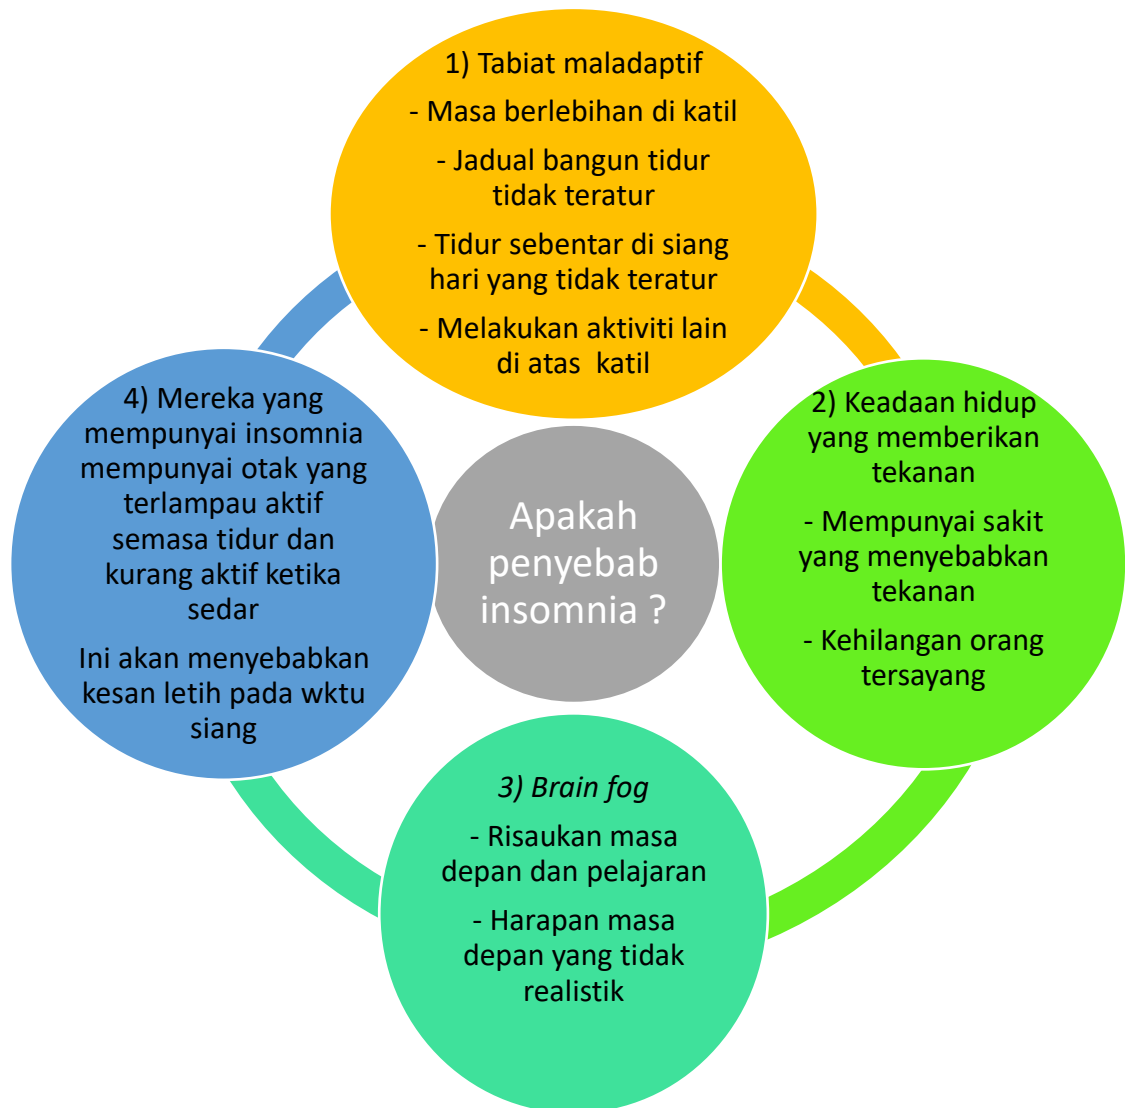 1) Tabiat maladaptif
- Masa berlebihan di katil
- Jadual bangun tidur
tidak teratur
- Tidur sebentar di siang
hari yang tidak teratur
- Melakukan aktiviti lain
di atas  katil
2) Keadaan hidup
yang memberikan
tekanan
- Mempunyai sakit
yang menyebabkan
tekanan
- Kehilangan orang
tersayang
3) Brain fog
- Risaukan masa
depan dan pelajaran
- Harapan masa
depan yang tidak
realistik
4) Mereka yang
mempunyai insomnia
mempunyai otak yang
terlampau aktif
semasa tidur dan
kurang aktif ketika
sedar
Ini akan menyebabkan
kesan letih pada wktu
siang
Apakah
penyebab
insomnia ?